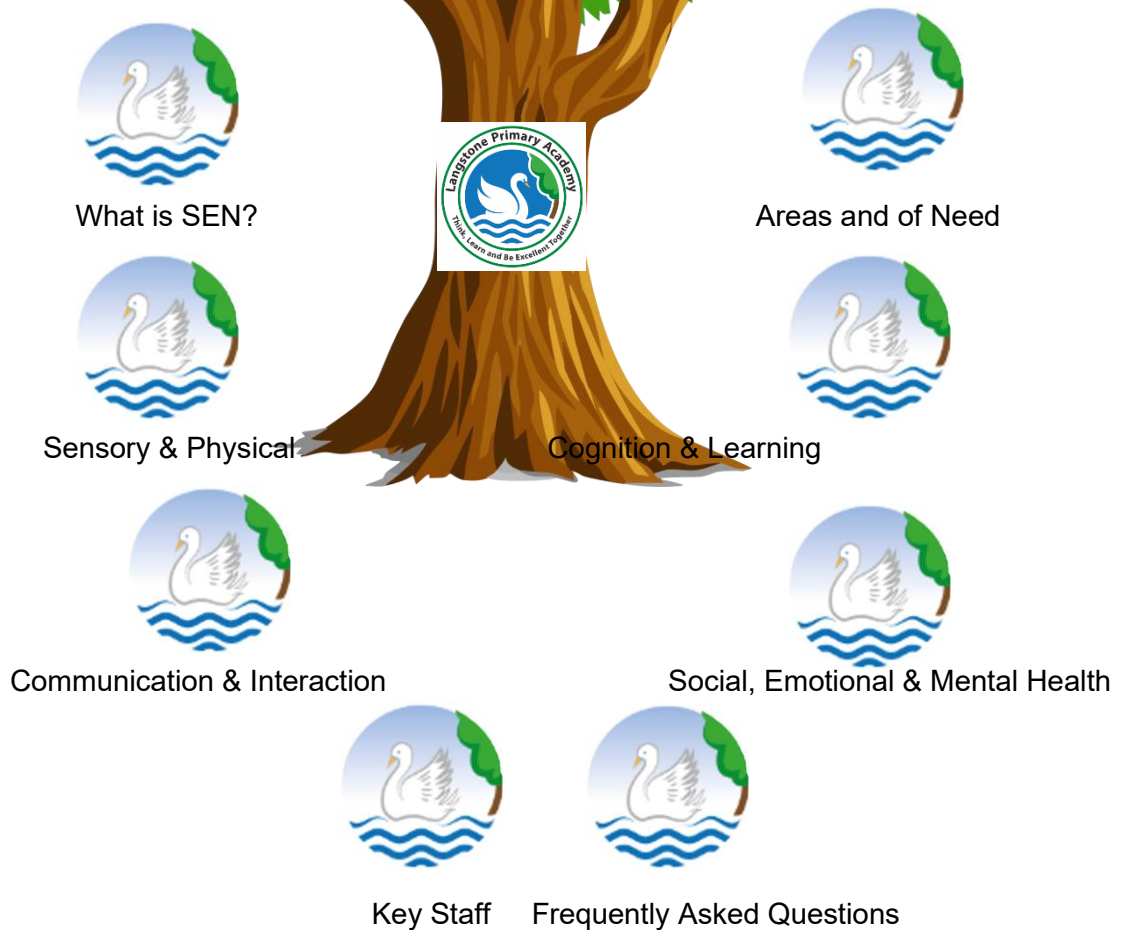 Langstone Primary Academy
Think, Learn and Be Excellent Together
What is SEN?
Areas and of Need
Sensory & Physical
Cognition & Learning
Communication & Interaction
Social, Emotional & Mental Health
Key Staff
Frequently Asked Questions